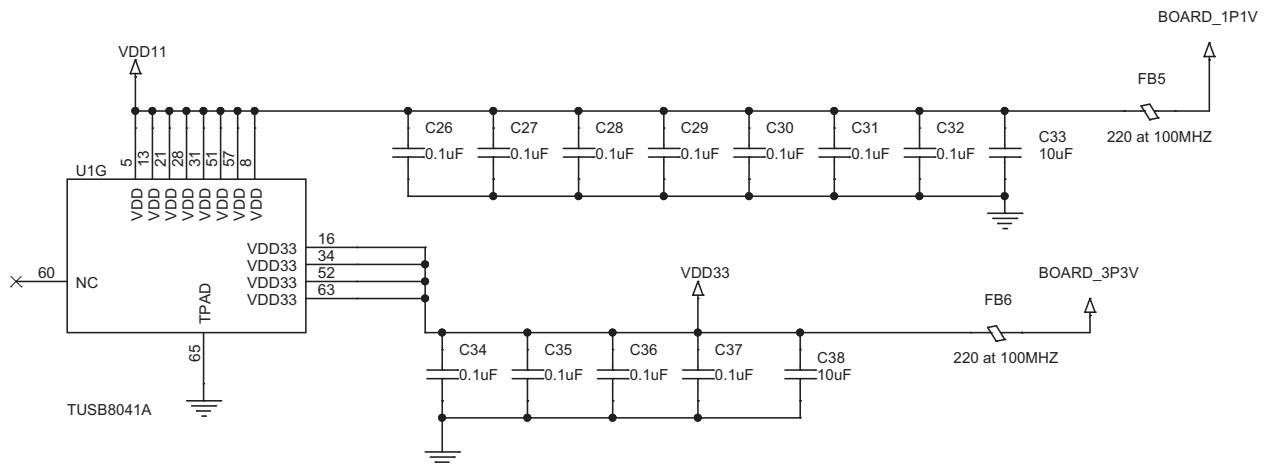 BOARD_1P1V
VDD11
FB5
220 at 100MHZ
C26
0.1uF
C27
0.1uF
C28
0.1uF
C29
0.1uF
C30
0.1uF
C31
0.1uF
C32
0.1uF
C33
10uF
5
13
21
28
31
51
57
8
U1G
VDD
VDD
VDD
VDD
VDD
VDD
VDD
VDD
VDD33 16
VDD33 34
VDD33 52
VDD33 63
60 NC
TPAD
65
TUSB8041A
VDD33
BOARD_3P3V
FB6
220 at 100MHZ
C34
0.1uF
C35
0.1uF
C36
0.1uF
C37
0.1uF
C38
10uF